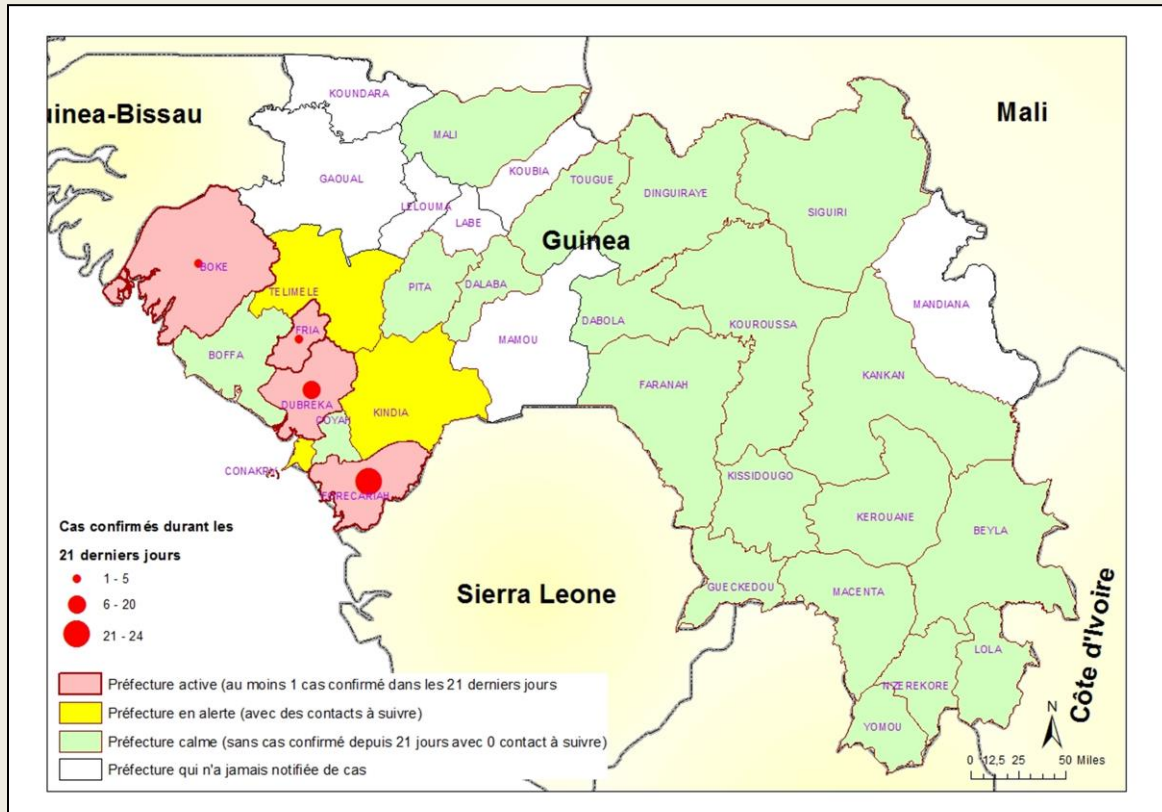 KOUNDARA
uinea-Bissau
Mali
MALI
KOUBIA
GAOUAL
TOUGUE
DINGUIRAYE
LELOUMA
SIGUIRI
LABE
Guinea
BOKE
TELIMELE
PITA
DALABA
MANDIANA
FRIA
DABOLA
KOUROUSSA
BOFFA
MAMOU
KANKAN
FARANAH
DUBREKA
KINDIA
COYAH
CONAKRY
FORECARIAH
KISSIDOUGO
KEROUANE
BEYLA
GUECKEDOU
MACENTA
Sierra Leone
LOLA
N'ZEREKORE
YOMOU
Côte d'Ivoire
Cas confirmés durant les
21 derniers jours
1 - 5
6 - 20
21 - 24
Préfecture active (au moins 1 cas confirmé dans les 21 derniers jours
Préfecture en alerte (avec des contacts à suivre)
Préfecture calme (sans cas confirmé depuis 21 jours avec 0 contact à suivre)
Préfecture qui n'a jamais notifiée de cas
N
0 12,5 25 50 Miles